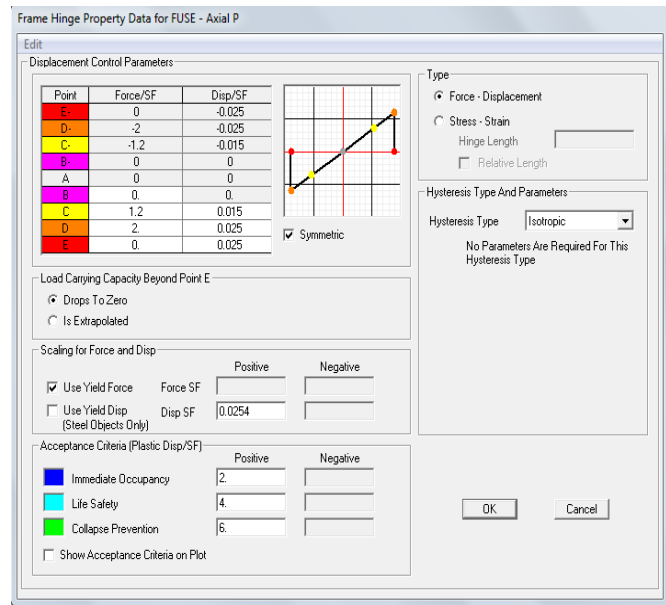 Frame Hinge Property Data for FUSE - Axial P
Edit
Displacement Control Parameters
Point Force/SF Disp/SF
E- 0 -0.025
D- -2 -0.025
C- -1.2 -0.015
B- 0 0
A 0 0
B 0. 0.
C 1.2 0.015
D 2. 0.025
E 0. 0.025
Symmetric
Load Carrying Capacity Beyond Point E
Drops To Zero
Is Extrapolated
Scaling for Force and Disp
Positive Negative
Use Yield Force Force SF
Use Yield Disp Disp SF 0.0254
(Steel Objects Only)
Acceptance Criteria (Plastic Disp/SF)
Positive Negative
Immediate Occupancy 2.
Life Safety 4.
Collapse Prevention 6.
Show Acceptance Criteria on Plot
Type
Force - Displacement
Stress - Strain
Hinge Length
Relative Length
Hysteresis Type And Parameters
Hysteresis Type Isotropic
No Parameters Are Required For This
Hysteresis Type
OK Cancel